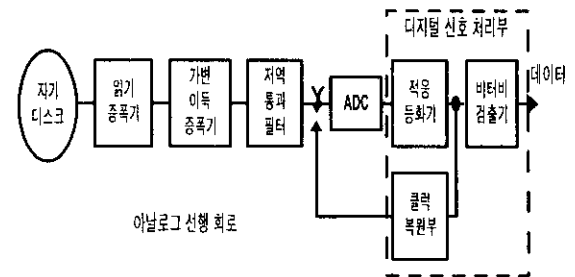 디지털 신호 처리부
자기
디스크
읽기
증폭기
가변
이득
증폭기
저역
통과
필터
ADC
적응
등화기
바터비
검출기
데이터
클럭
복원부
아날로그 선행 회로